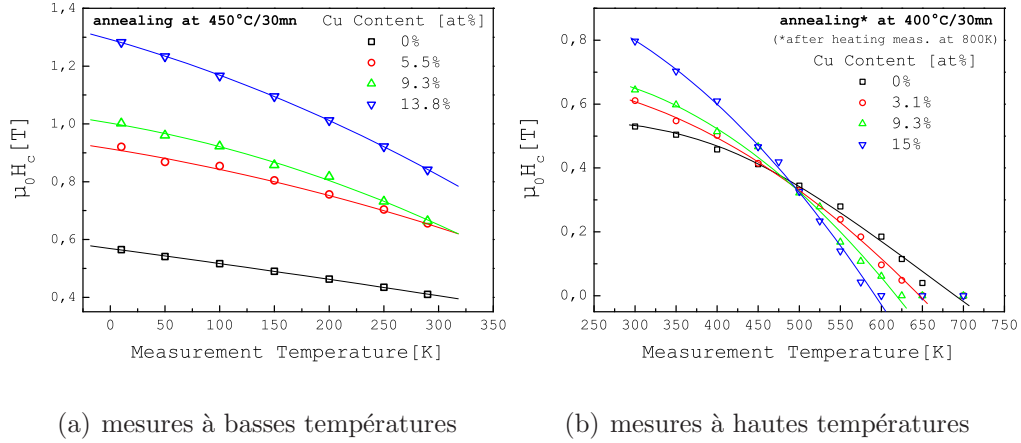 annealing at 450°C/30mn
Cu Content [at%]
0%
5.5%
9.3%
13.8%
1,4
1,2
1,0
0,8
0,6
0,4
μ₀H_c[T]
0 50 100 150 200 250 300 350
Measurement Temperature[K]
(a) mesures à basses températures
annealing* at 400°C/30mn
(*after heating meas. at 800K)
Cu Content [at%]
0%
3.1%
9.3%
15%
0,8
0,6
0,4
0,2
0,0
μ₀H_c[T]
250 300 350 400 450 500 550 600 650 700 750
Measurement Temperature[K]
(b) mesures à hautes températures